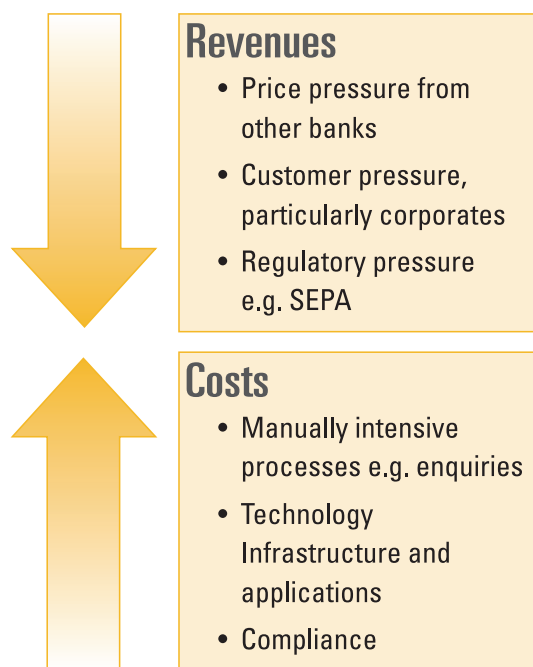 Revenues
• Price pressure from
other banks
• Customer pressure,
particularly corporates
• Regulatory pressure
e.g. SEPA
Costs
• Manually intensive
processes e.g. enquiries
• Technology
Infrastructure and
applications
• Compliance